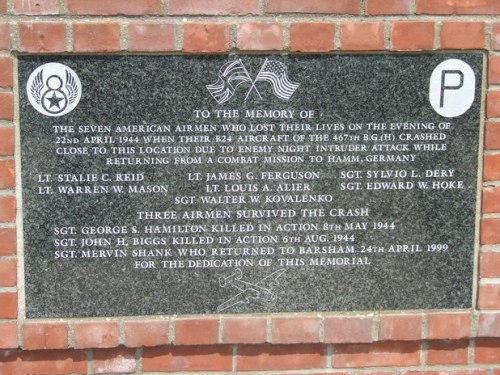 8
P
TO THE MEMORY OF
THE SEVEN AMERICAN AIRMEN WHO LOST THEIR LIVES ON THE EVENING OF
22ND APRIL 1944 WHEN THEIR B24 AIRCRAFT OF THE 467TH B.G.(H) CRASHED
CLOSE TO THIS LOCATION DUE TO ENEMY NIGHT INTRUDER ATTACK WHILE
RETURNING FROM A COMBAT MISSION TO HAMM, GERMANY
LT. STALIE C. REID LT. JAMES G. FERGUSON SGT. SYLVIO L. DERY
LT. WARREN W. MASON LT. LOUIS A. ALIER SGT. EDWARD W. HOKE
SGT. WALTER W. KOVALENKO
THREE AIRMEN SURVIVED THE CRASH
SGT. GEORGE S. HAMILTON KILLED IN ACTION 8TH MAY 1944
SGT. JOHN H. BIGGS KILLED IN ACTION 6TH AUG. 1944
SGT. MERVIN SHANK WHO RETURNED TO BARSHAM 24TH APRIL 1999
FOR THE DEDICATION OF THIS MEMORIAL